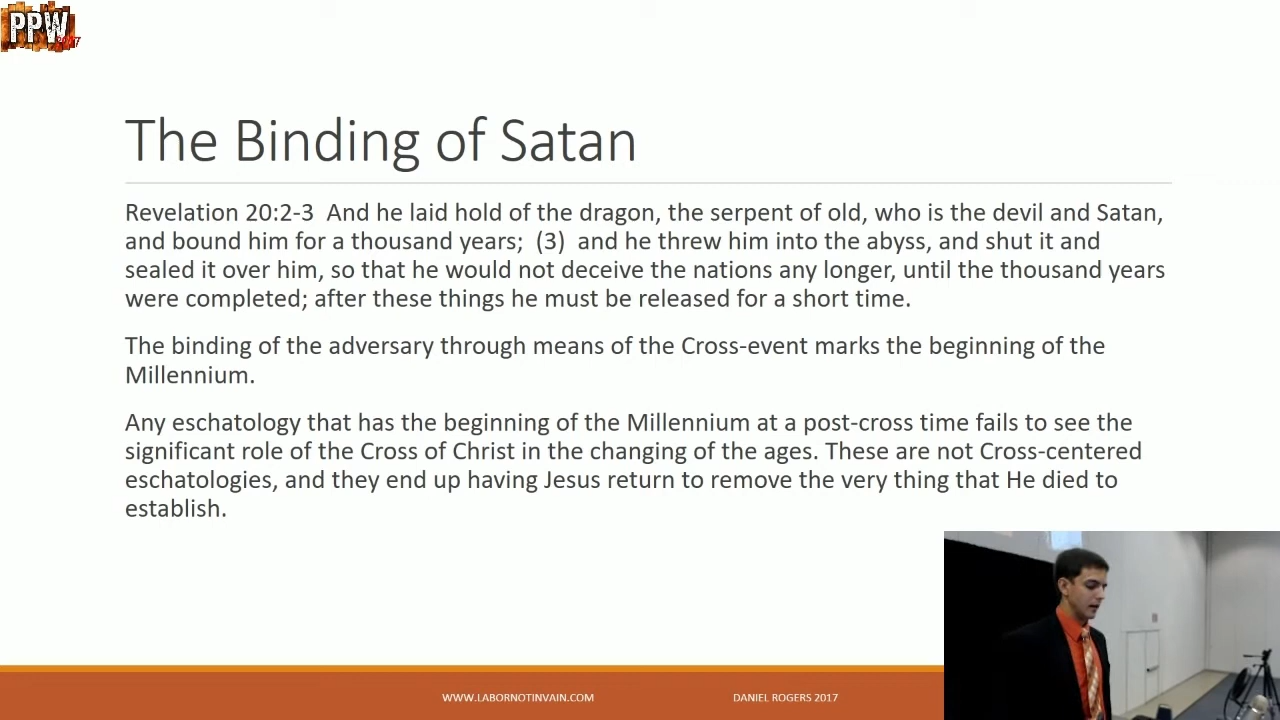 PPW
2017
The Binding of Satan
Revelation 20:2-3  And he laid hold of the dragon, the serpent of old, who is the devil and Satan,
and bound him for a thousand years;  (3)  and he threw him into the abyss, and shut it and
sealed it over him, so that he would not deceive the nations any longer, until the thousand years
were completed; after these things he must be released for a short time.
The binding of the adversary through means of the Cross-event marks the beginning of the
Millennium.
Any eschatology that has the beginning of the Millennium at a post-cross time fails to see the
significant role of the Cross of Christ in the changing of the ages. These are not Cross-centered
eschatologies, and they end up having Jesus return to remove the very thing that He died to
establish.
WWW.LABORNOTINVAIN.COM
DANIEL ROGERS 2017